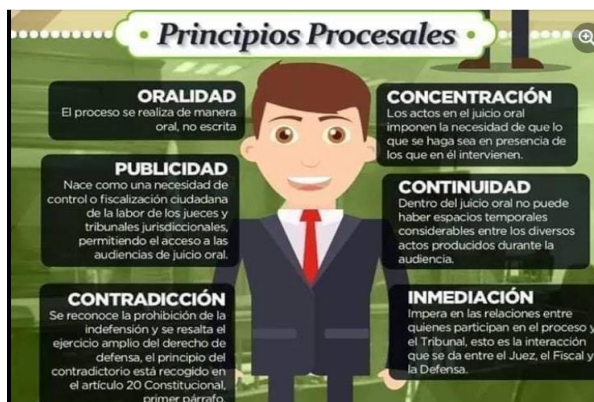 Principios Procesales
ORALIDAD
El proceso se realiza de manera
oral, no escrita
PUBLICIDAD
Nace como una necesidad de
control o fiscalización ciudadana
de la labor de los jueces y
tribunales jurisdiccionales,
permitiendo el acceso a las
audiencias de juicio oral.
CONTRADICCIÓN
Se reconoce la prohibición de la
indefensión y se resalta el
ejercicio amplio del derecho de
defensa, el principio del
contradictorio está recogido en
el artículo 20 Constitucional,
primer párrafo.
CONCENTRACIÓN
Los actos en el juicio oral
imponen la necesidad de que lo
que se haga sea en presencia de
los que en él intervienen.
CONTINUIDAD
Dentro del juicio oral no puede
haber espacios temporales
considerables entre los diversos
actos producidos durante la
audiencia.
INMEDIACIÓN
Impera en las relaciones entre
quienes participan en el proceso y
el Tribunal, esto es la interacción
que se da entre el Juez, el Fiscal y
la Defensa.